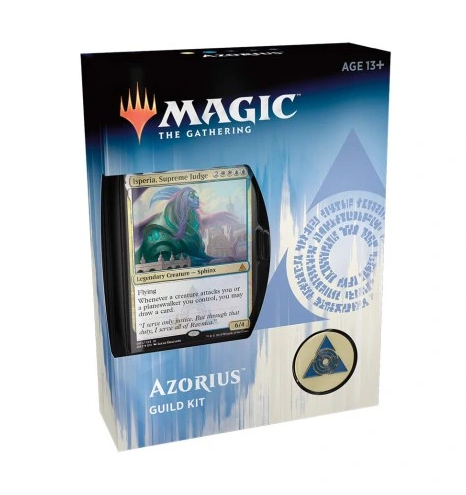 AZORIUS
AGE 13+
MAGIC
THE GATHERING
Isperia, Supreme Judge 2
Legendary Creature — Sphinx
Flying
Whenever a creature attacks you or
a planeswalker you control, you may
draw a card.
"I serve only justice. But through that
duty, I serve all of Ravnica."
6/4
AZORIUS™
GUILD KIT